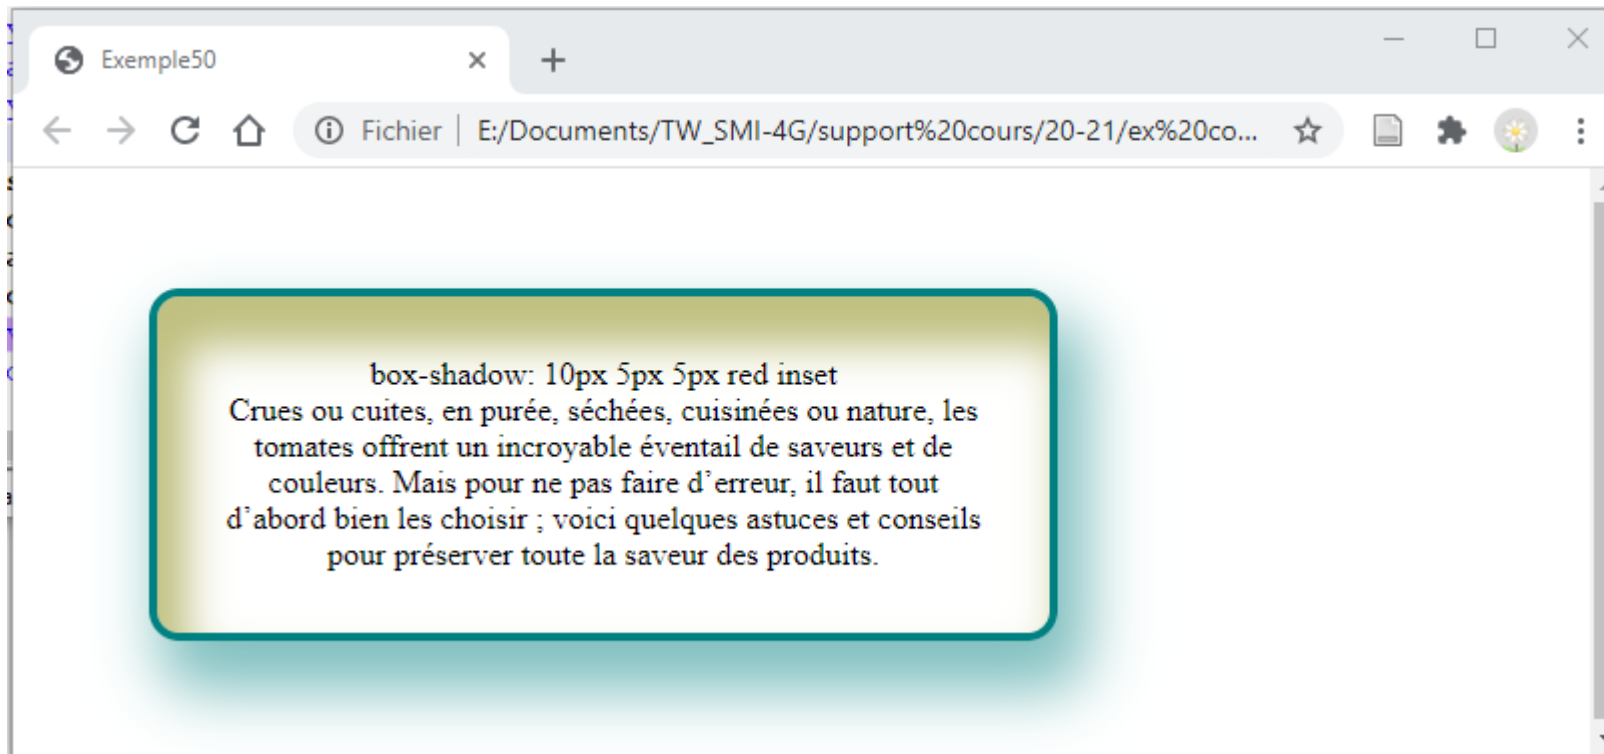 Exemple50
Fichier E:/Documents/TW_SMI-4G/support%20cours/20-21/ex%20co...
box-shadow: 10px 5px 5px red inset
Crues ou cuites, en purée, séchées, cuisinées ou nature, les
tomates offrent un incroyable éventail de saveurs et de
couleurs. Mais pour ne pas faire d’erreur, il faut tout
d’abord bien les choisir ; voici quelques astuces et conseils
pour préserver toute la saveur des produits.